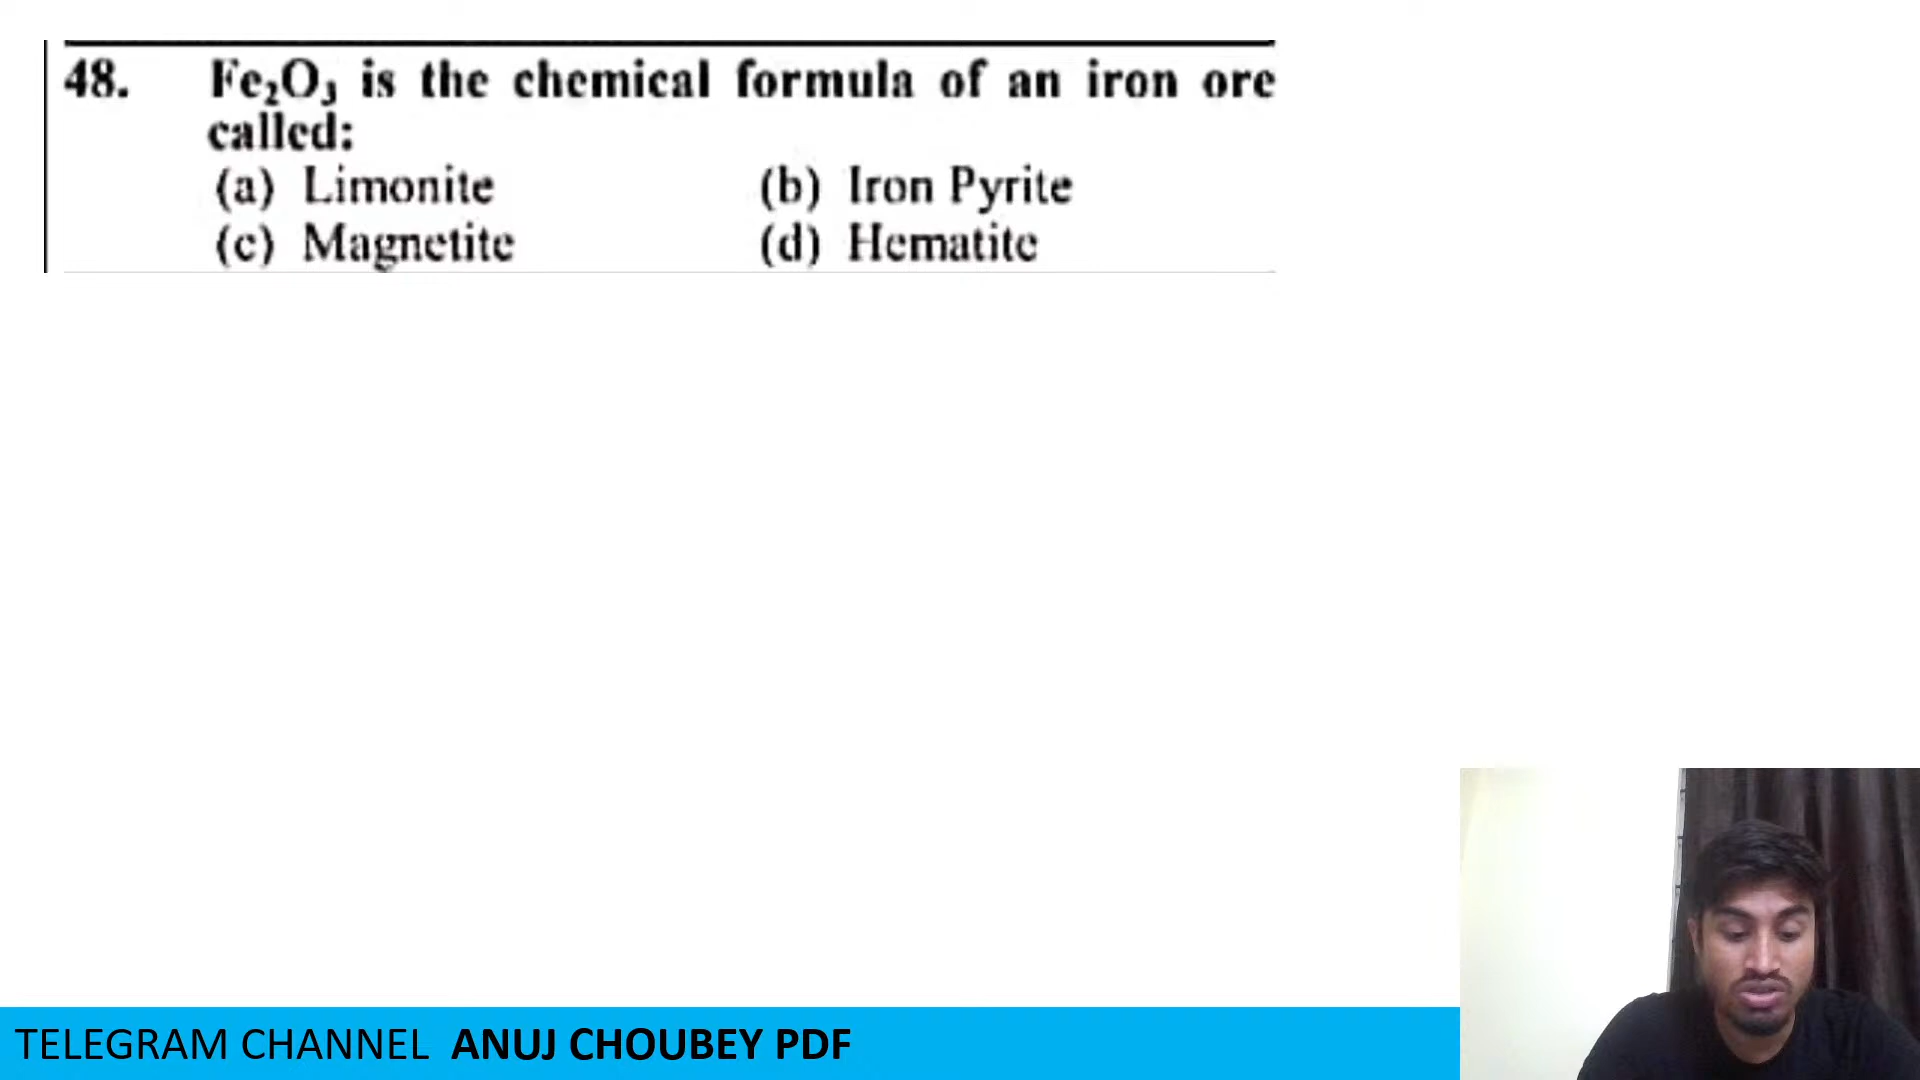 48. Fe₂O₃ is the chemical formula of an iron ore
called:
(a) Limonite (b) Iron Pyrite
(c) Magnetite (d) Hematite
TELEGRAM CHANNEL ANUJ CHOUBEY PDF